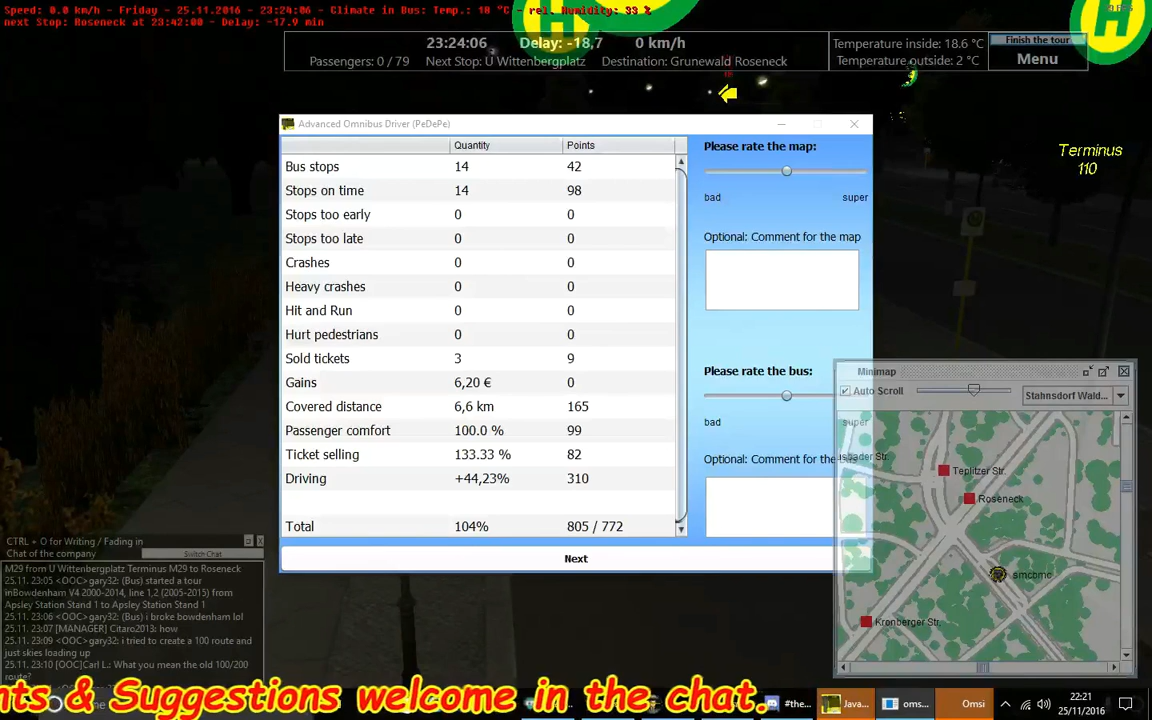 Speed: 0.0 km/h - Friday - 25.11.2016 - 23:24:06 - Climate in Bus: Temp.: 18 °C - rel. Humidity: 33 %
next Stop: Roseneck at 23:42:00 - Delay: -17.9 min
23:24:06 Delay: -18,7 0 km/h
Passengers: 0 / 79 Next Stop: U Wittenbergplatz Destination: Grunewald Roseneck
Temperature inside: 18.6 °C
Temperature outside: 2 °C
Finish the tour
Menu
H
H
Advanced Omnibus Driver (PeDePe)
Quantity Points
Bus stops 14 42
Stops on time 14 98
Stops too early 0 0
Stops too late 0 0
Crashes 0 0
Heavy crashes 0 0
Hit and Run 0 0
Hurt pedestrians 0 0
Sold tickets 3 9
Gains 6,20 € 0
Covered distance 6,6 km 165
Passenger comfort 100.0 % 99
Ticket selling 133.33 % 82
Driving +44,23% 310
Total 104% 805 / 772
Next
Please rate the map:
bad super
Optional: Comment for the map
Please rate the bus:
bad super
Optional: Comment for the
Terminus
110
Minimap
Auto Scroll
Stahnsdorf Wald...
Teplitzer Str.
Roseneck
smcbmc
Kronberger Str.
CTRL + O for Writing / Fading in
Chat of the company
Switch Chat
M29 from U Wittenbergplatz Terminus M29 to Roseneck
25.11. 23:05 <OOC>gary32: (Bus) started a tour
inBowdenham V4 2000-2014, line 1,2 (2005-2015) from
Apsley Station Stand 1 to Apsley Station Stand 1
25.11. 23:06 <OOC>gary32: (Bus) i broke bowdenham lol
25.11. 23:07 [MANAGER] Citaro2013: how
25.11. 23:09 <OOC>gary32: i tried to create a 100 route and
just skies loading up
25.11. 23:10 [OOC]Carl L.: What you mean the old 100/200
route?
nts & Suggestions welcome in the chat.
#the...
Java...
oms...
Omsi
22:21
25/11/2016